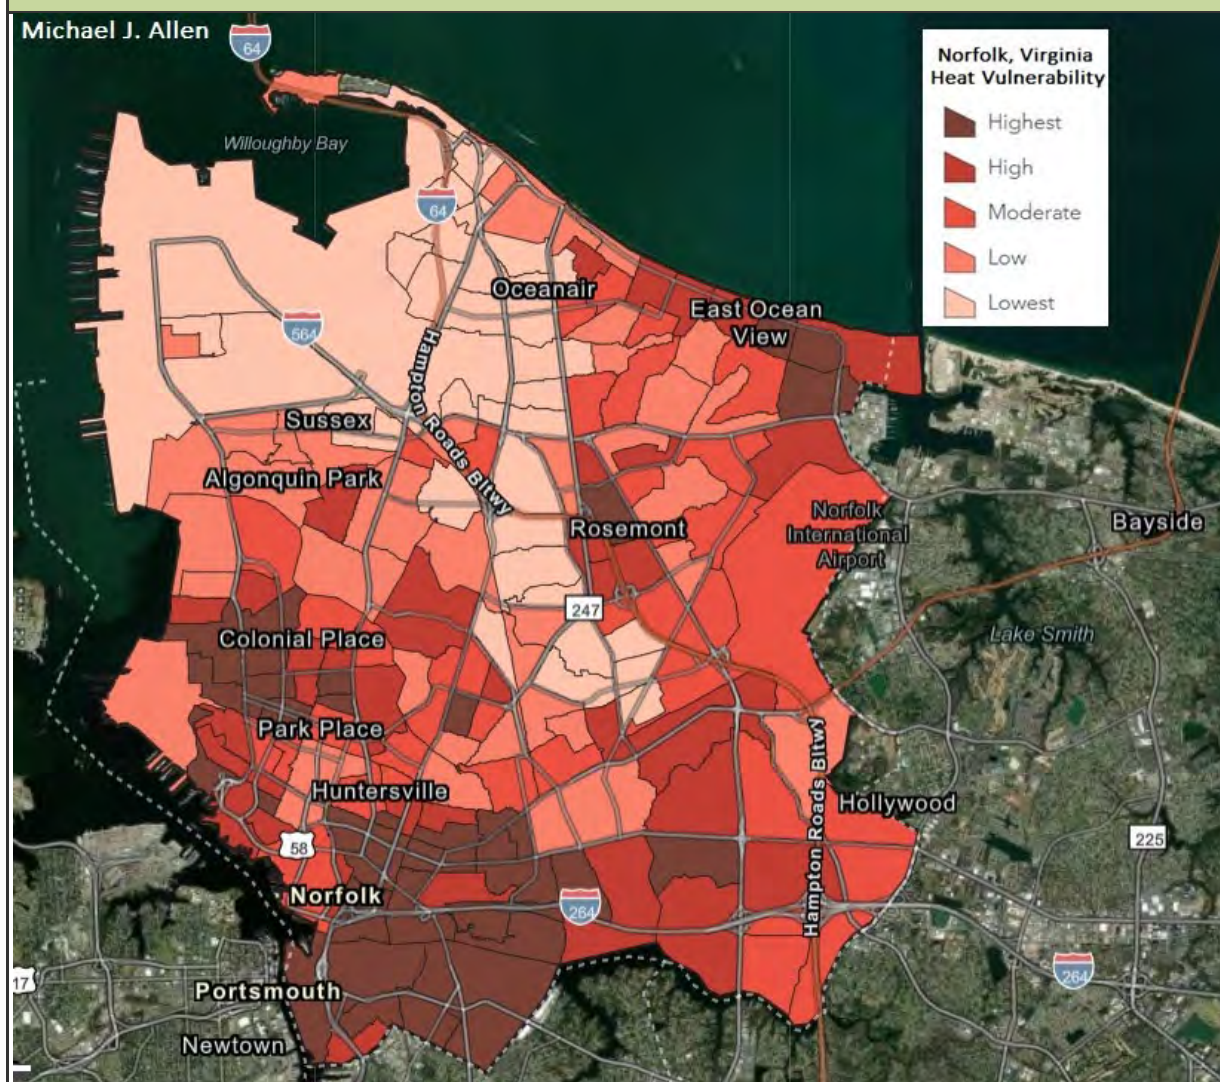 Michael J. Allen
64
Norfolk, Virginia
Heat Vulnerability
Highest
High
Moderate
Low
Lowest
Willoughby Bay
64
Oceanair
East Ocean
View
564
Hampton Roads Bltwy
Sussex
Algonquin Park
Norfolk
International
Airport
Rosemont
Bayside
247
Colonial Place
Lake Smith
Park Place
Hampton Roads Bltwy
Huntersville
Hollywood
58
225
Norfolk
264
264
17
Portsmouth
Newtown